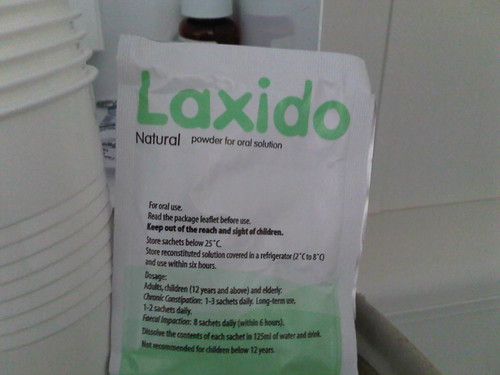 Laxido
Natural powder for oral solution
For oral use.
Read the package leaflet before use.
Keep out of the reach and sight of children.
Store sachets below 25°C.
Store reconstituted solution covered in a refrigerator (2°C to 8°C)
and use within six hours.
Dosage:
Adults, children (12 years and above) and elderly:
Chronic Constipation: 1-3 sachets daily. Long-term use,
1-2 sachets daily.
Faecal Impaction: 8 sachets daily (within 6 hours).
Dissolve the contents of each sachet in 125ml of water and drink.
Not recommended for children below 12 years.